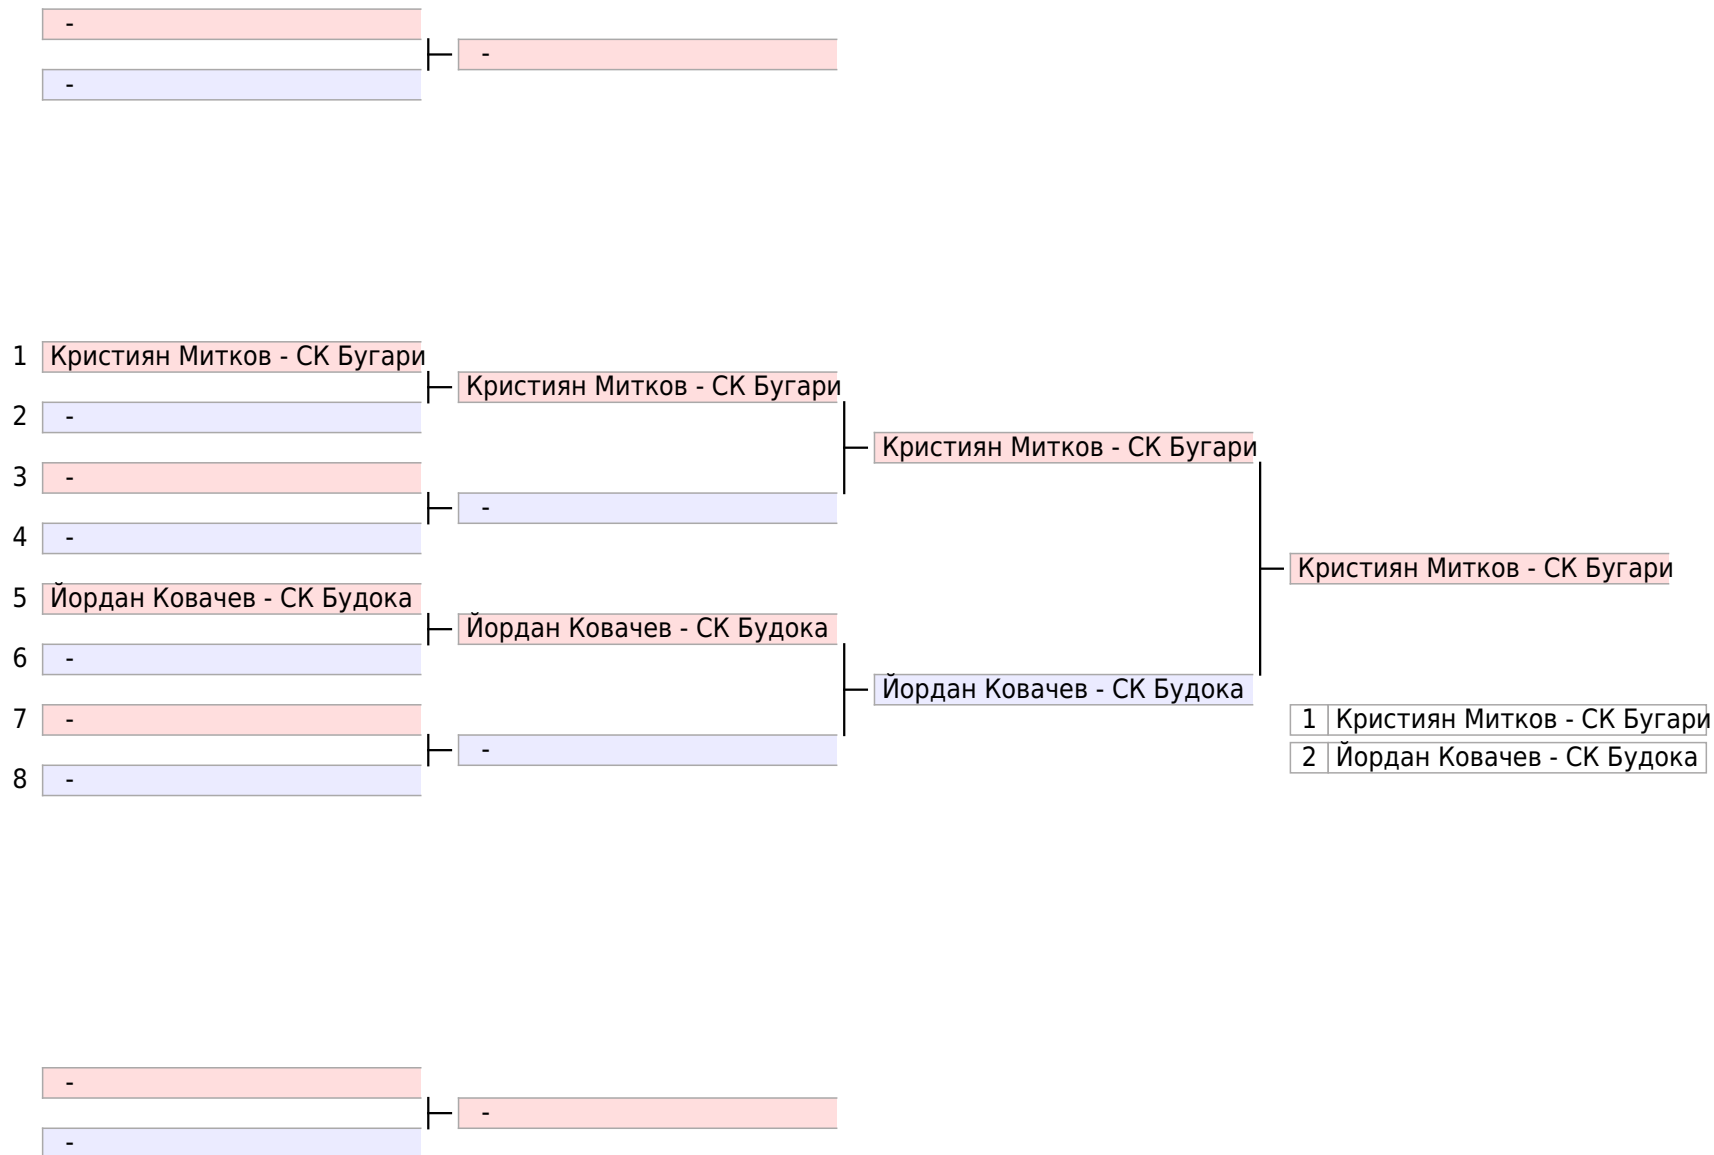 -
-
-
1 Кристиян Митков - СК Бугари
Кристиян Митков - СК Бугари
2 -
Кристиян Митков - СК Бугари
3 -
-
4 -
Кристиян Митков - СК Бугари
5 Йордан Ковачев - СК Будока
Йордан Ковачев - СК Будока
6 -
Йордан Ковачев - СК Будока
7 -
1 Кристиян Митков - СК Бугари
-
2 Йордан Ковачев - СК Будока
8 -
-
-
-